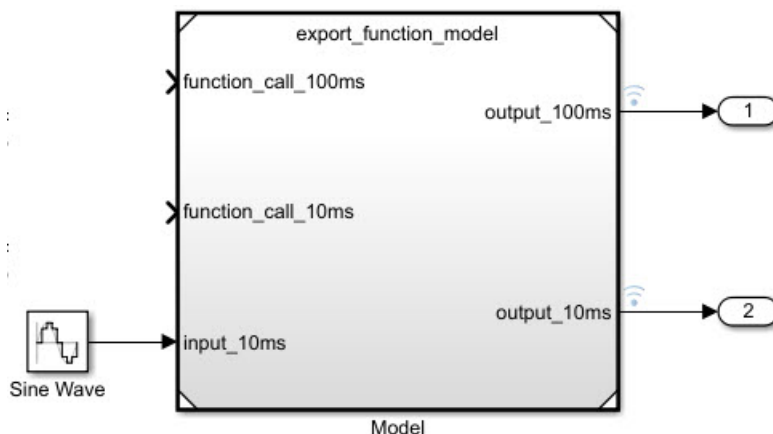 export_function_model
function_call_100ms
output_100ms
1
function_call_10ms
output_10ms
2
input_10ms
Sine Wave
Model